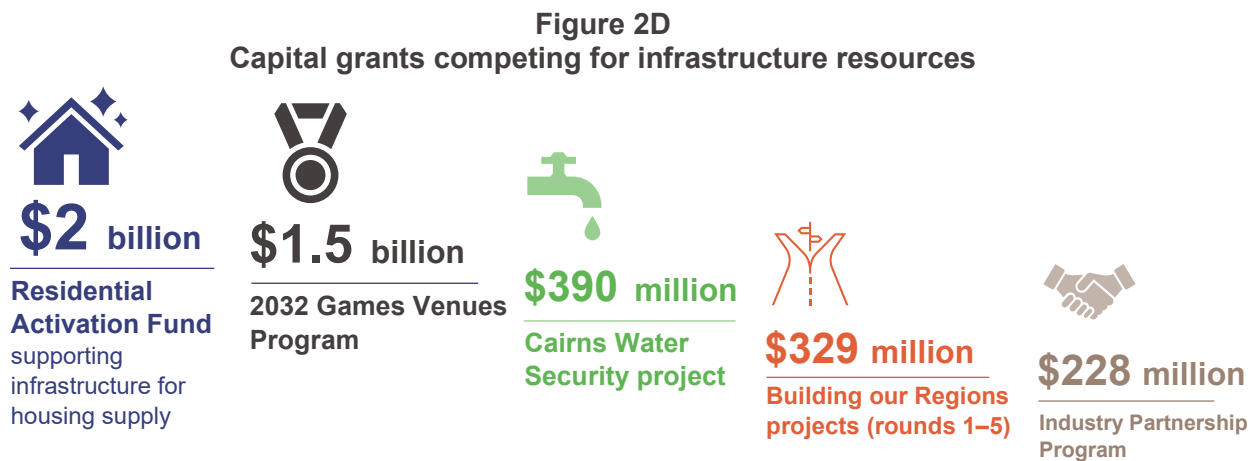 Figure 2D
Capital grants competing for infrastructure resources
$2 billion
Residential
Activation Fund
supporting
infrastructure for
housing supply
$1.5 billion
2032 Games Venues
Program
$390 million
Cairns Water
Security project
$329 million
Building our Regions
projects (rounds 1–5)
$228 million
Industry Partnership
Program